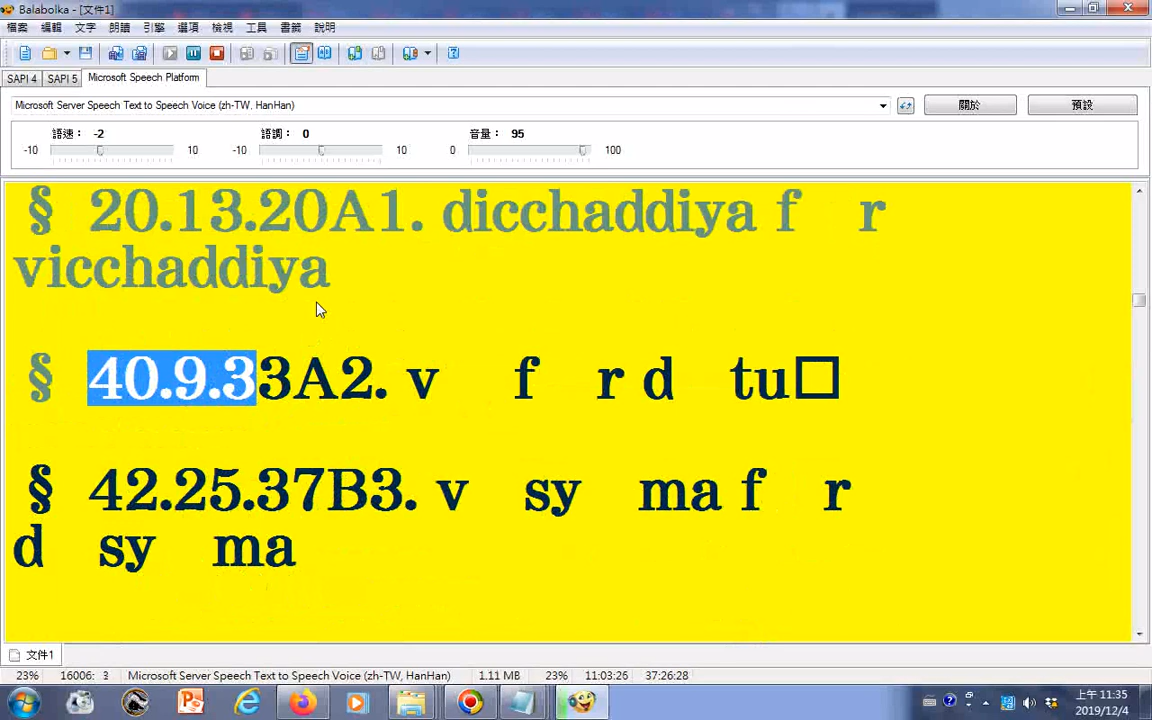 Balabolka - [文件1]
檔案 編輯 文字 朗讀 引擎 選項 檢視 工具 書籤 說明
SAPI 4 SAPI 5 Microsoft Speech Platform
Microsoft Server Speech Text to Speech Voice (zh-TW, HanHan) 關於 預設
語速： -2 語調： 0 音量： 95
-10 10 -10 10 0 100
§ 20.13.20A1. dicchaddiya f r
vicchaddiya
§ 40.9.33A2. v f r d tu□
§ 42.25.37B3. v sy ma f r
d sy ma
文件1
23% 16006: 3 Microsoft Server Speech Text to Speech Voice (zh-TW, HanHan) 1.11 MB 23% 11:03:26 37:26:28
上午 11:35
2019/12/4